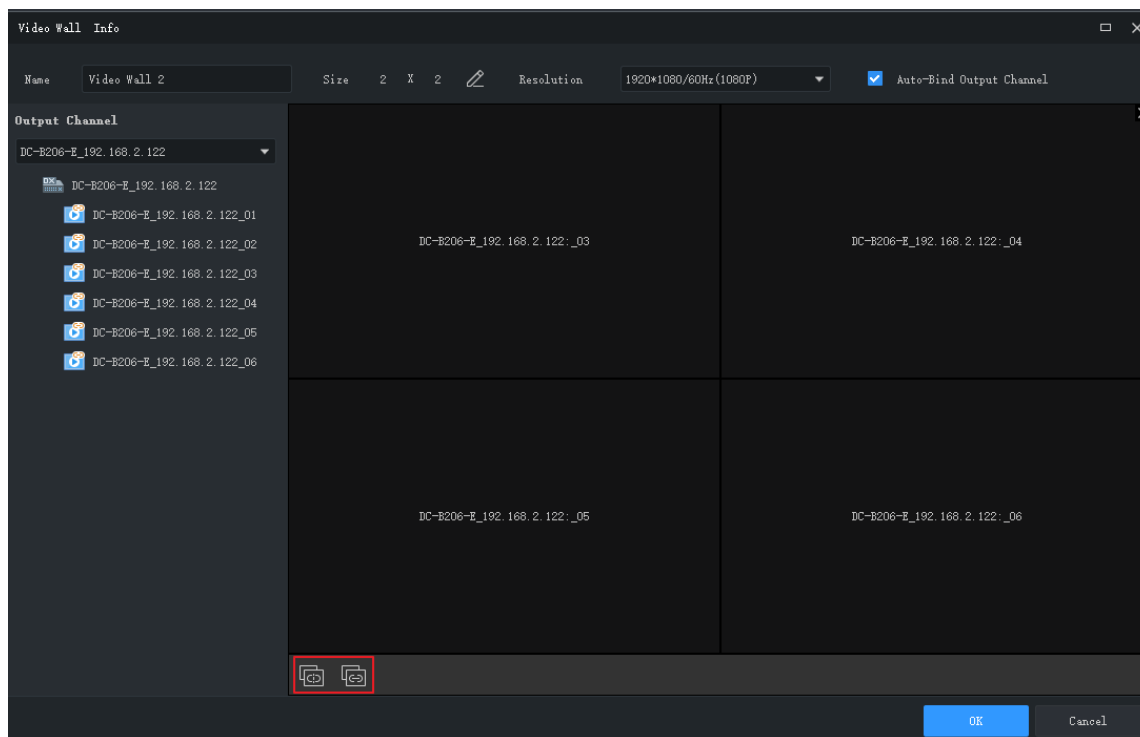 Video Wall Info
Name Video Wall 2 Size 2 X 2 Resolution 1920*1080/60Hz(1080P) Auto-Bind Output Channel
Output Channel
DC-B206-E_192.168.2.122
DC-B206-E_192.168.2.122
DC-B206-E_192.168.2.122_01
DC-B206-E_192.168.2.122_02
DC-B206-E_192.168.2.122_03
DC-B206-E_192.168.2.122_04
DC-B206-E_192.168.2.122_05
DC-B206-E_192.168.2.122_06
DC-B206-E_192.168.2.122:_03 DC-B206-E_192.168.2.122:_04
DC-B206-E_192.168.2.122:_05 DC-B206-E_192.168.2.122:_06
OK Cancel